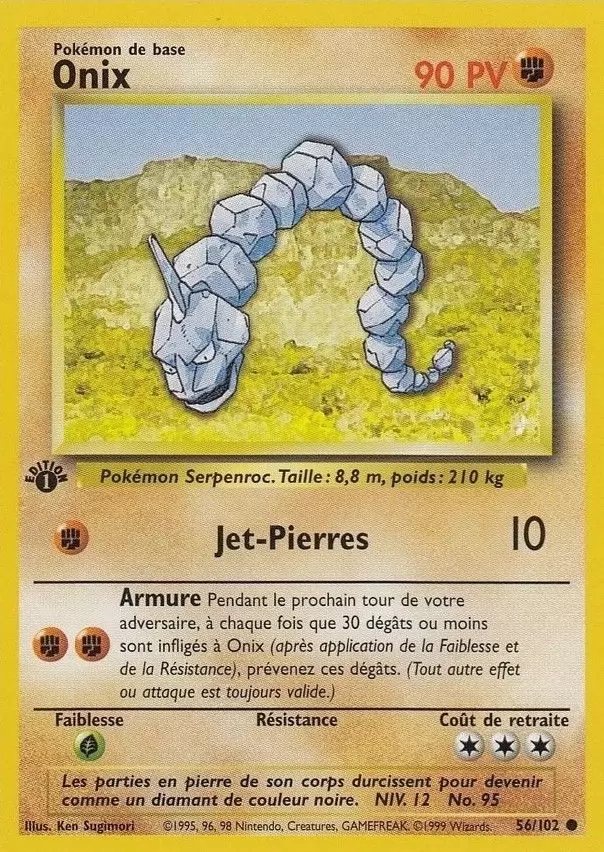 Pokémon de base
Onix
90 PV
EDITION
1
Pokémon Serpenroc. Taille : 8,8 m, poids : 210 kg
Jet-Pierres 10
Armure Pendant le prochain tour de votre
adversaire, à chaque fois que 30 dégâts ou moins
sont infligés à Onix (après application de la Faiblesse et
de la Résistance), prévenez ces dégâts. (Tout autre effet
ou attaque est toujours valide.)
Faiblesse Résistance Coût de retraite
Les parties en pierre de son corps durcissent pour devenir
comme un diamant de couleur noire. NIV. 12 No. 95
Illus. Ken Sugimori ©1995, 96, 98 Nintendo, Creatures, GAMEFREAK. ©1999 Wizards. 56/102